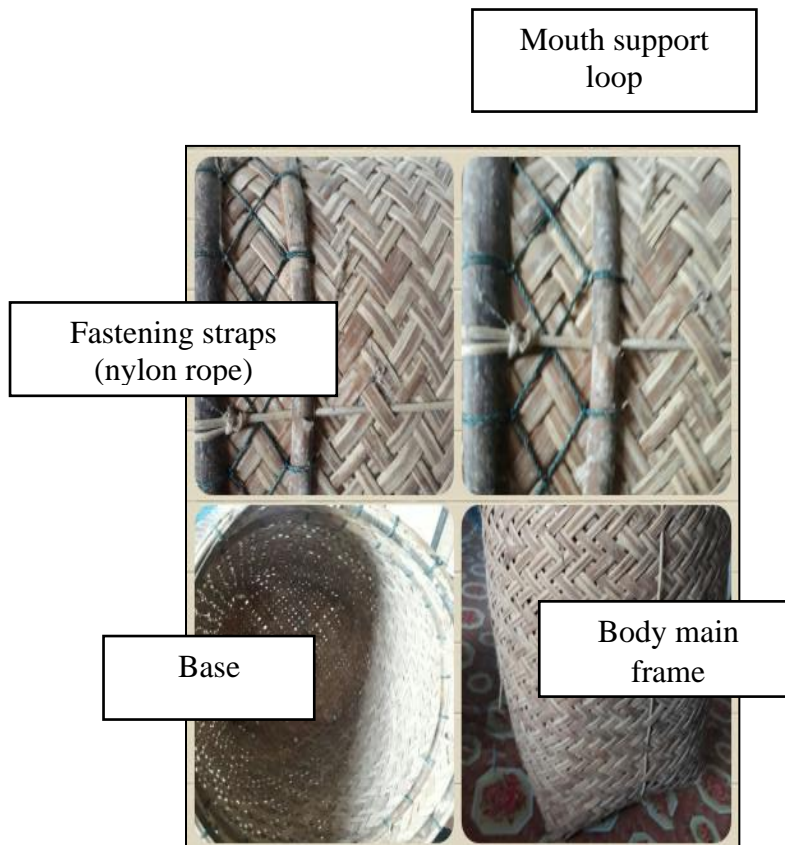 Mouth support
loop
Fastening straps
(nylon rope)
Base
Body main
frame